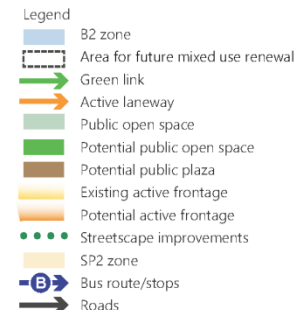 Legend
B2 zone
Area for future mixed use renewal
Green link
Active laneway
Public open space
Potential public open space
Potential public plaza
Existing active frontage
Potential active frontage
Streetscape improvements
SP2 zone
B Bus route/stops
Roads